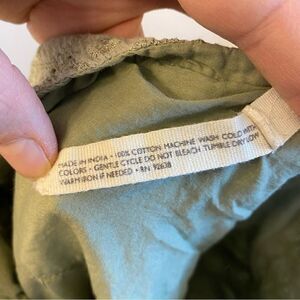 MADE IN INDIA - 100% COTTON MACHINE WASH COLD WITH
COLORS - GENTLE CYCLE DO NOT BLEACH TUMBLE DRY LOW
WARM IRON IF NEEDED • RN 92638